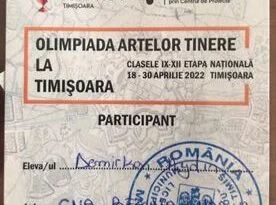 TIMIȘOARA
prin Centrul de Proiecte
OLIMPIADA ARTELOR TINERE
LA
TIMIȘOARA
CLASELE IX-XII ETAPA NAȚIONALĂ
18 - 30 APRILIE 2022 TIMIȘOARA
PARTICIPANT
Eleva/ul
ROMÂNIA